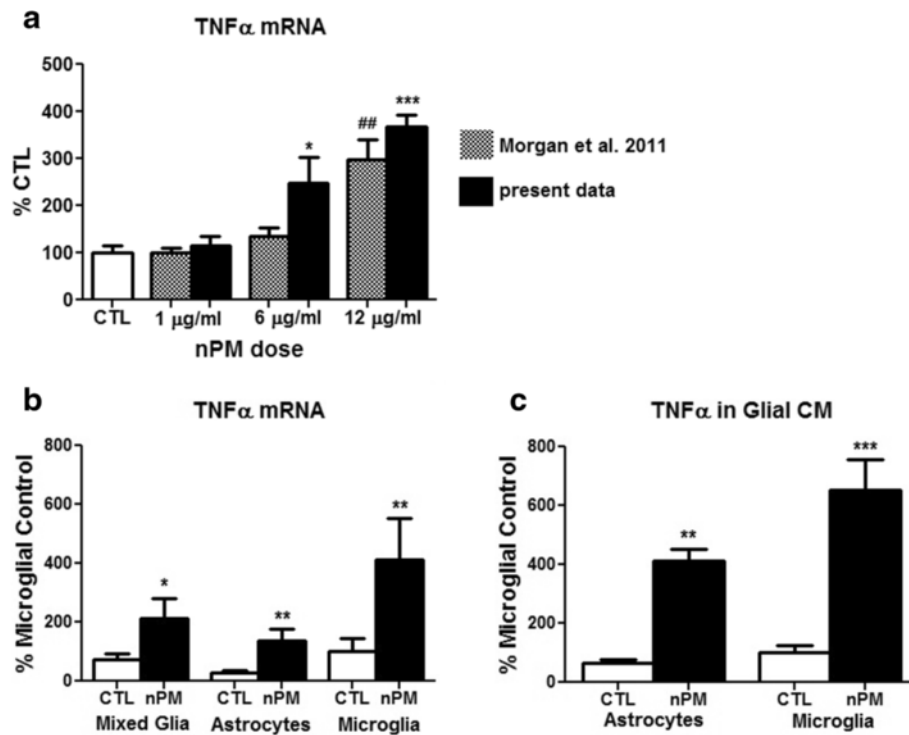 a
TNFα mRNA
% CTL
500
400
300
200
100
0
*
##
***
CTL
1 μg/ml
6 μg/ml
12 μg/ml
nPM dose
Morgan et al. 2011
present data
b
TNFα mRNA
% Microglial Control
800
600
400
200
0
*
**
**
CTL nPM CTL nPM CTL nPM
Mixed Glia Astrocytes Microglia
c
TNFα in Glial CM
% Microglial Control
800
600
400
200
0
**
***
CTL nPM CTL nPM
Astrocytes Microglia